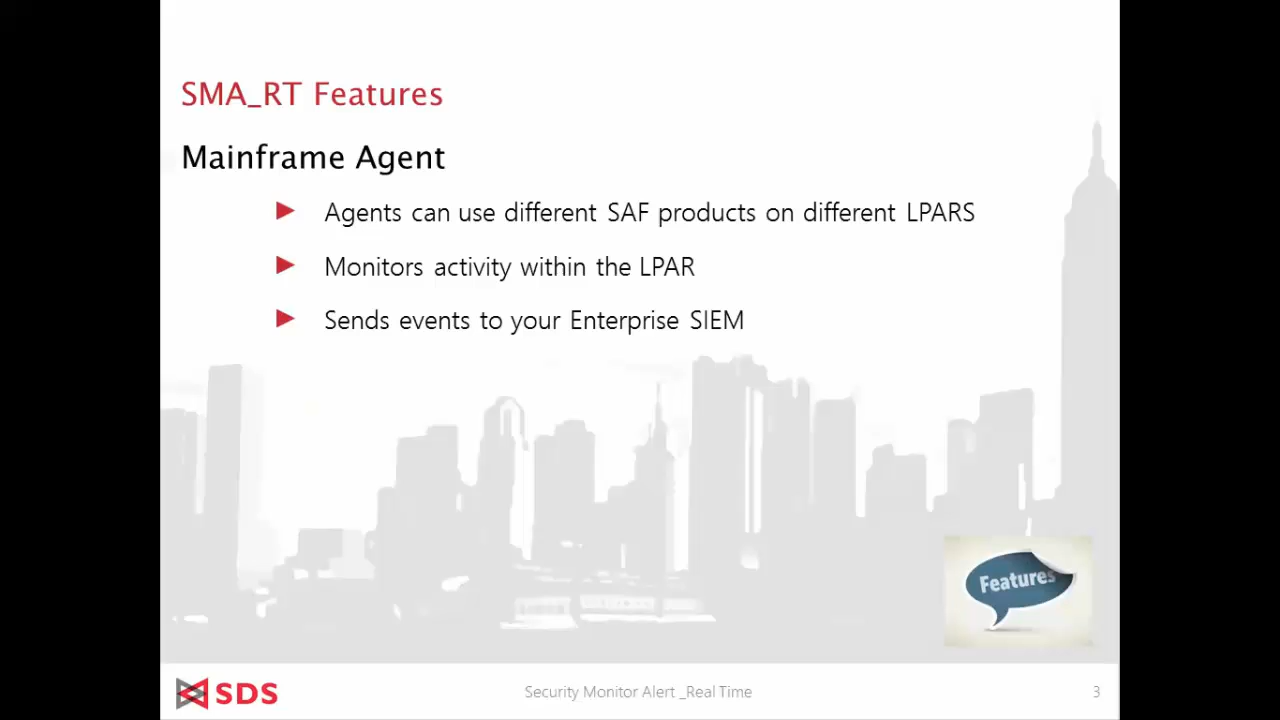 SMA_RT Features
Mainframe Agent
Agents can use different SAF products on different LPARS
Monitors activity within the LPAR
Sends events to your Enterprise SIEM
Features
SDS
Security Monitor Alert _Real Time
3